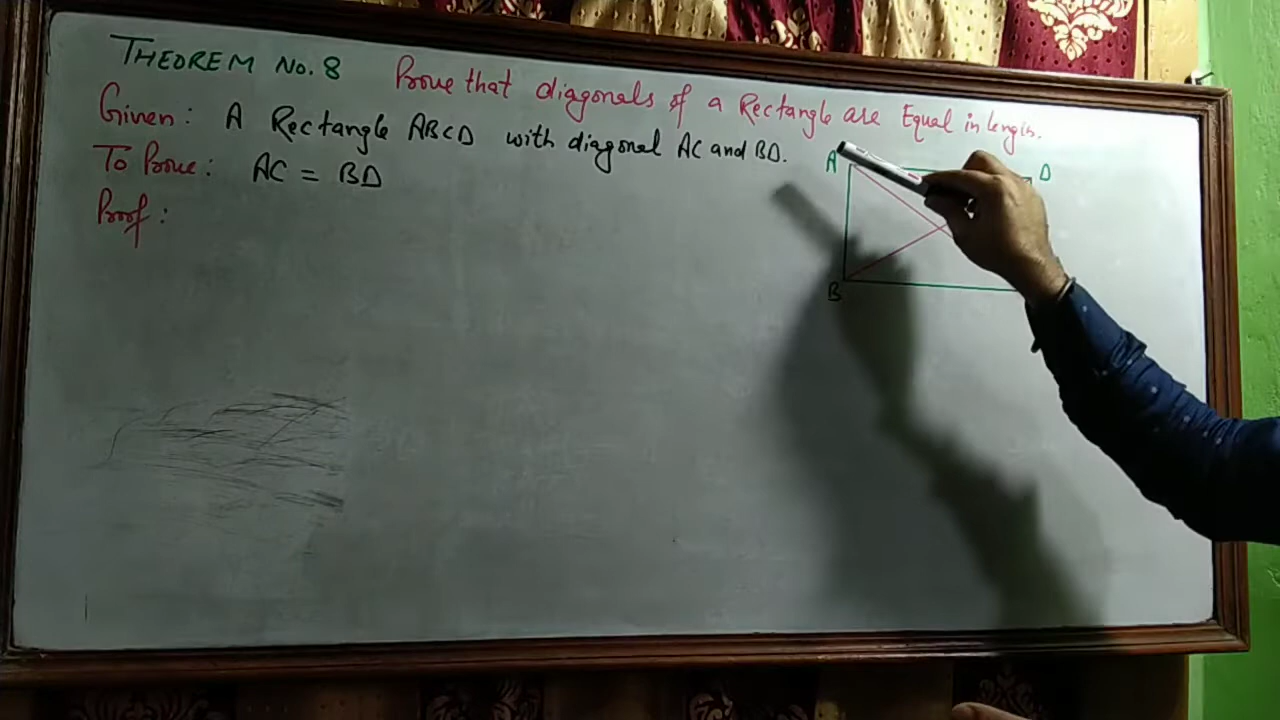 THEOREM NO. 8 Prove that diagonals of a Rectangle are Equal in length.
Given: A Rectangle ABCD with diagonal AC and BD.
To Prove: AC = BD
Proof:
A D
B